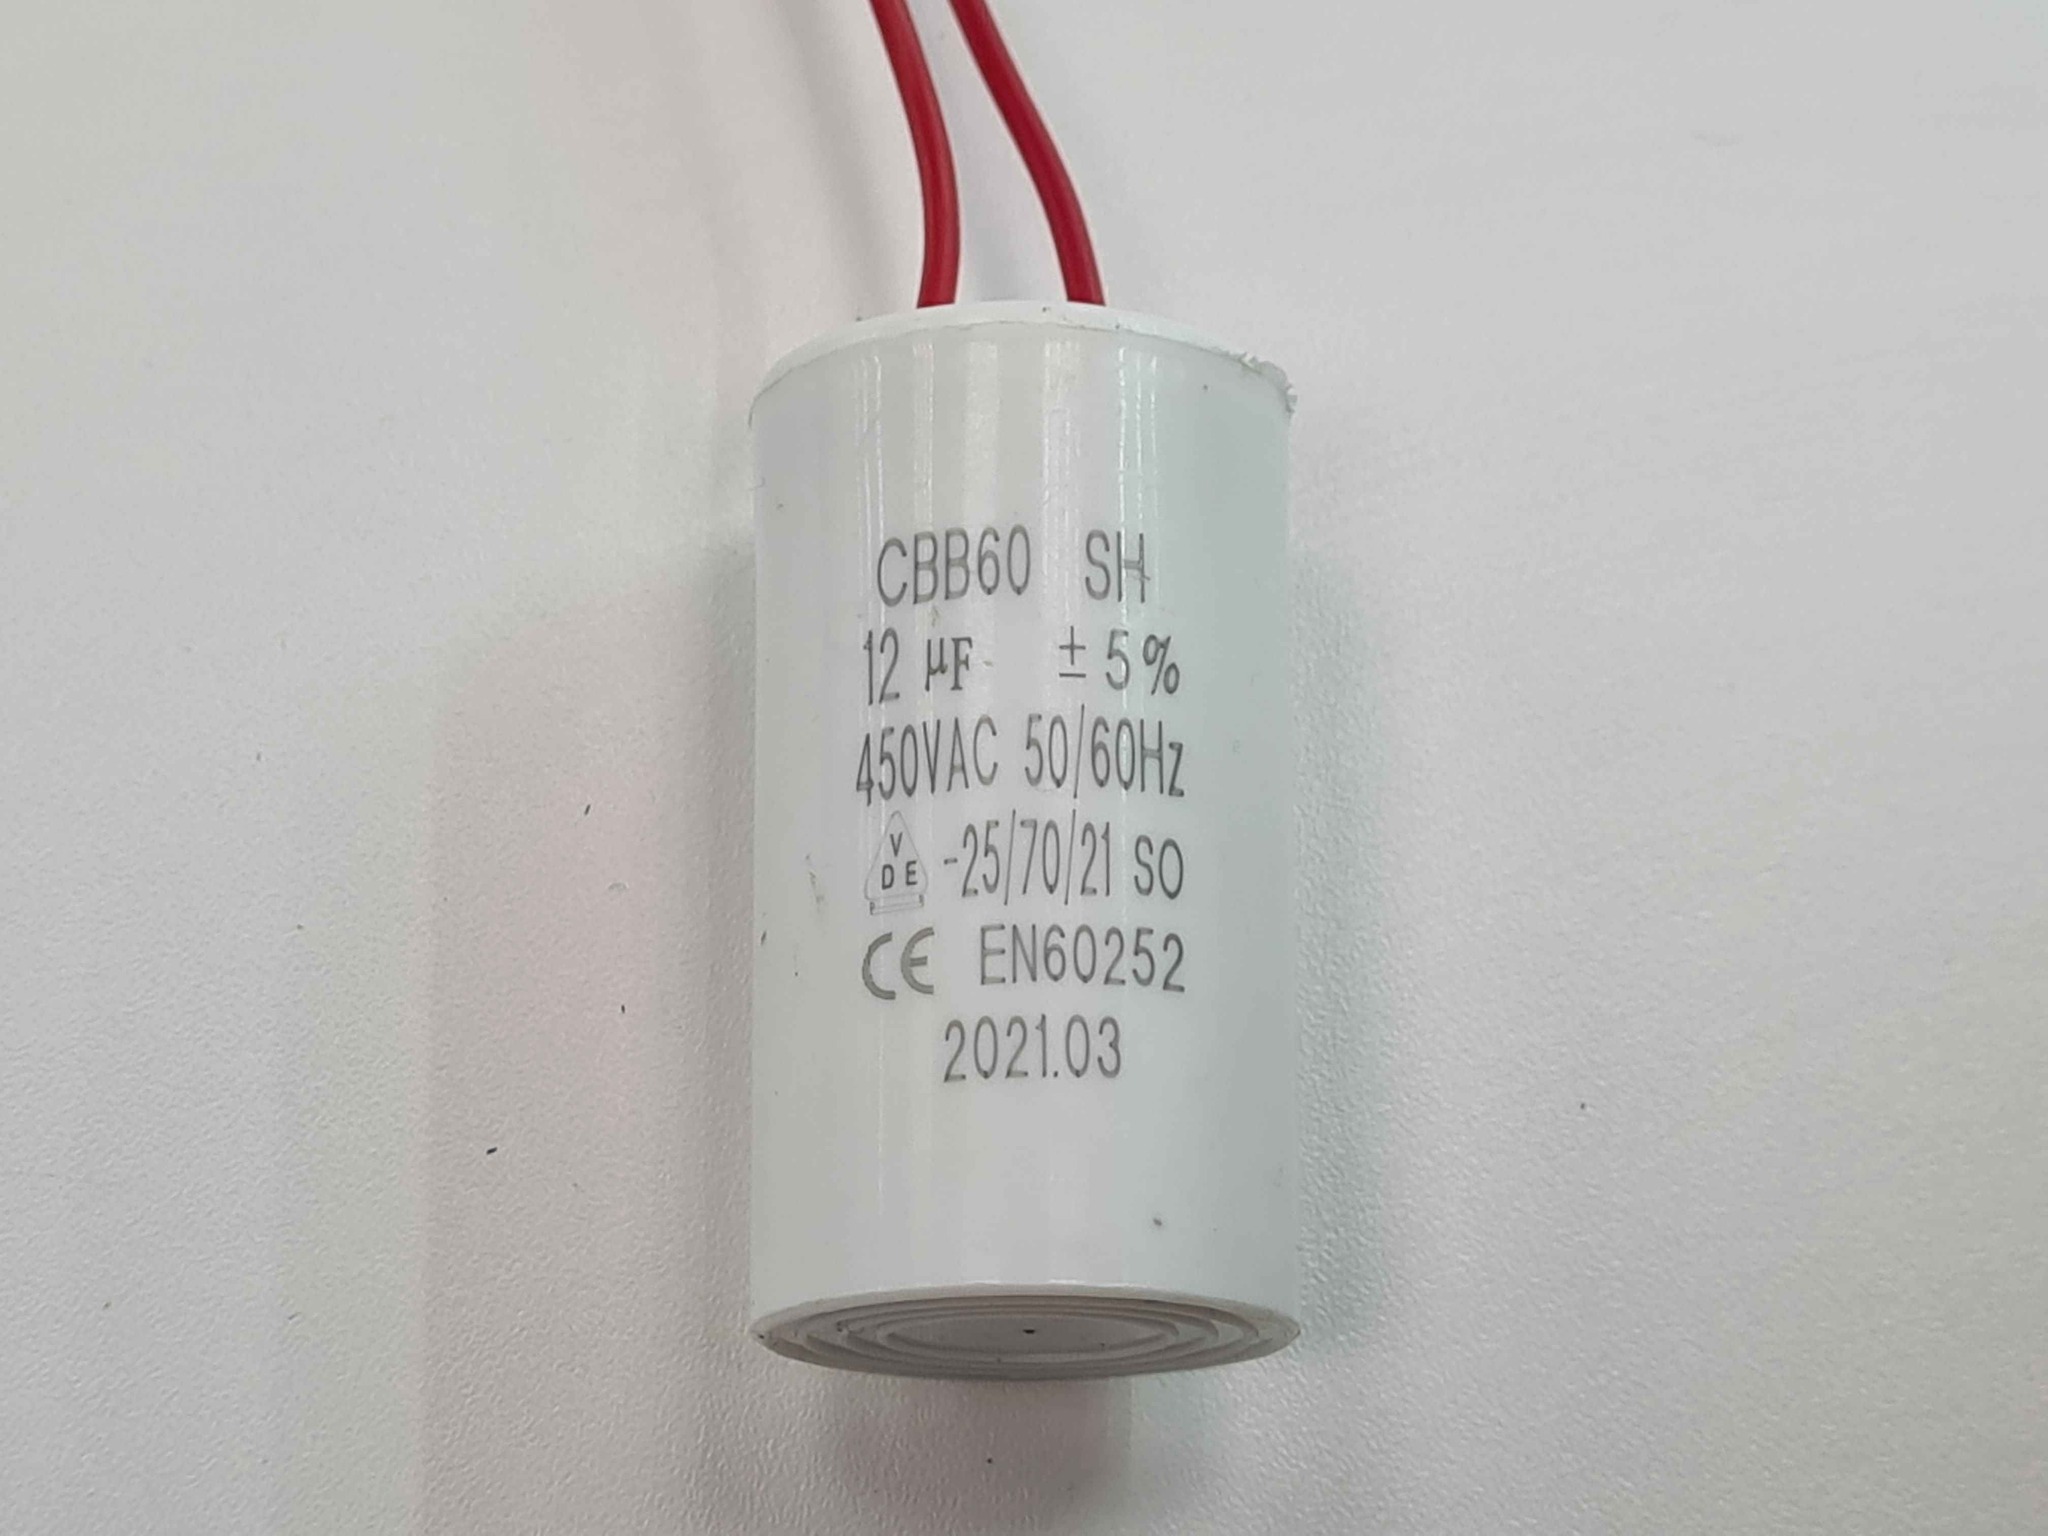 CBB60 SH
12 μF ± 5%
450VAC 50/60Hz
VDE -25/70/21 SO
CE EN60252
2021.03